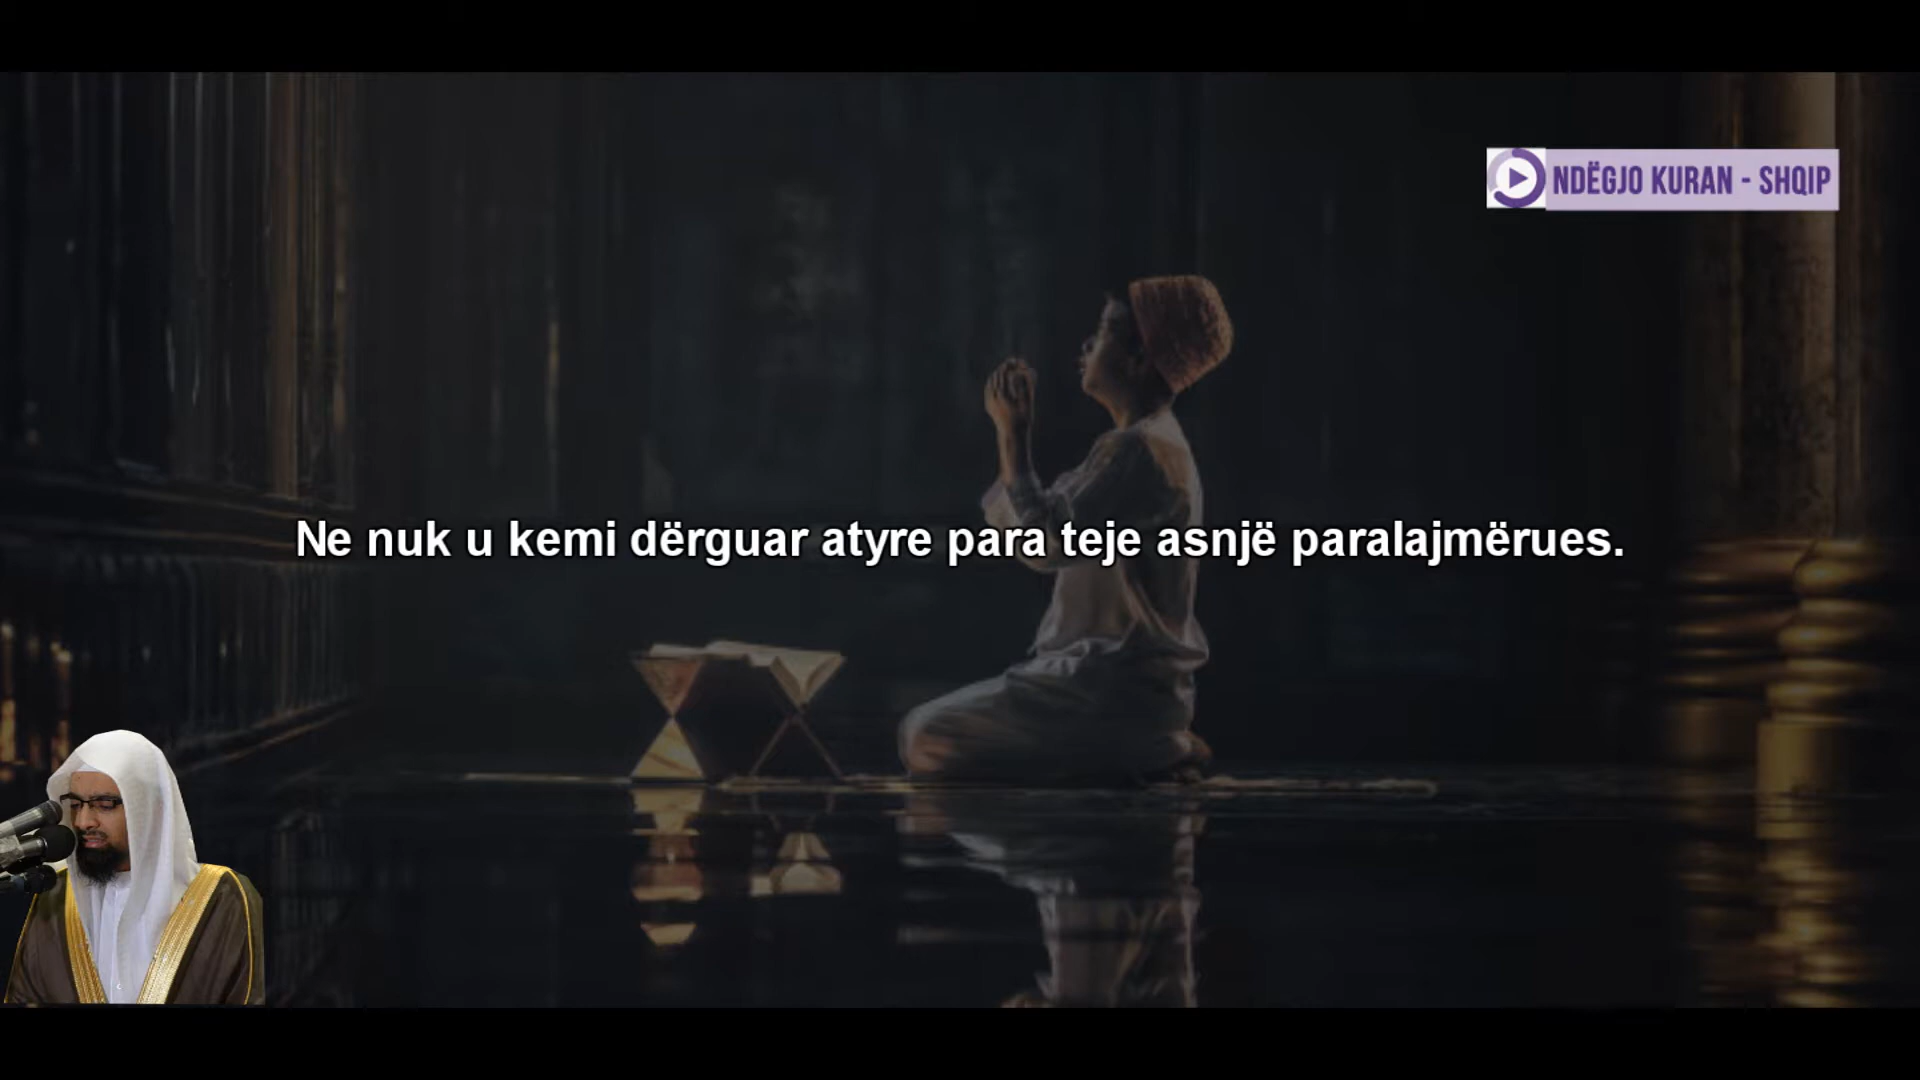 NDËGJO KURAN - SHQIP
Ne nuk u kemi dërguar atyre para teje asnjë paralajmërues.